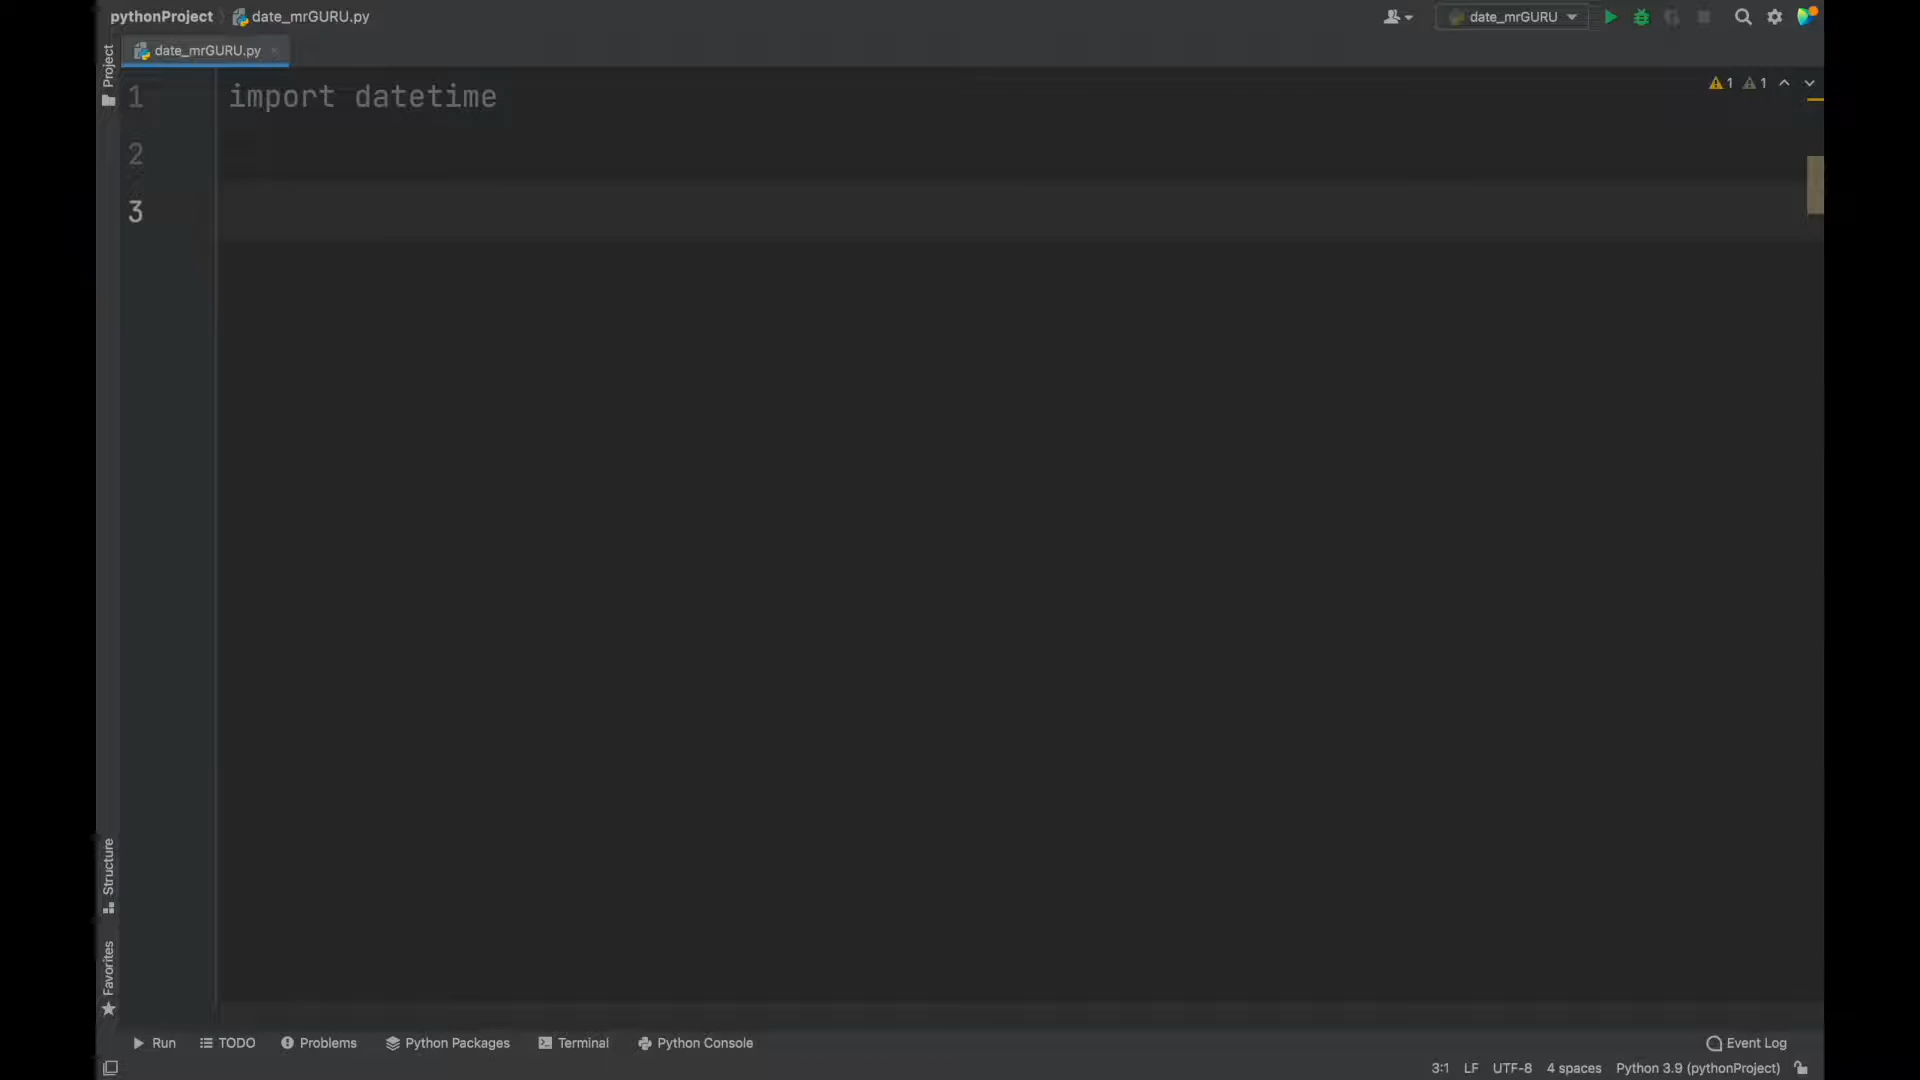 pythonProject date_mrGURU.py
date_mrGURU
date_mrGURU.py
Project
1 import datetime
1 1
2
3
Structure
Favorites
Run TODO Problems Python Packages Terminal Python Console
Event Log
3:1 LF UTF-8 4 spaces Python 3.9 (pythonProject)